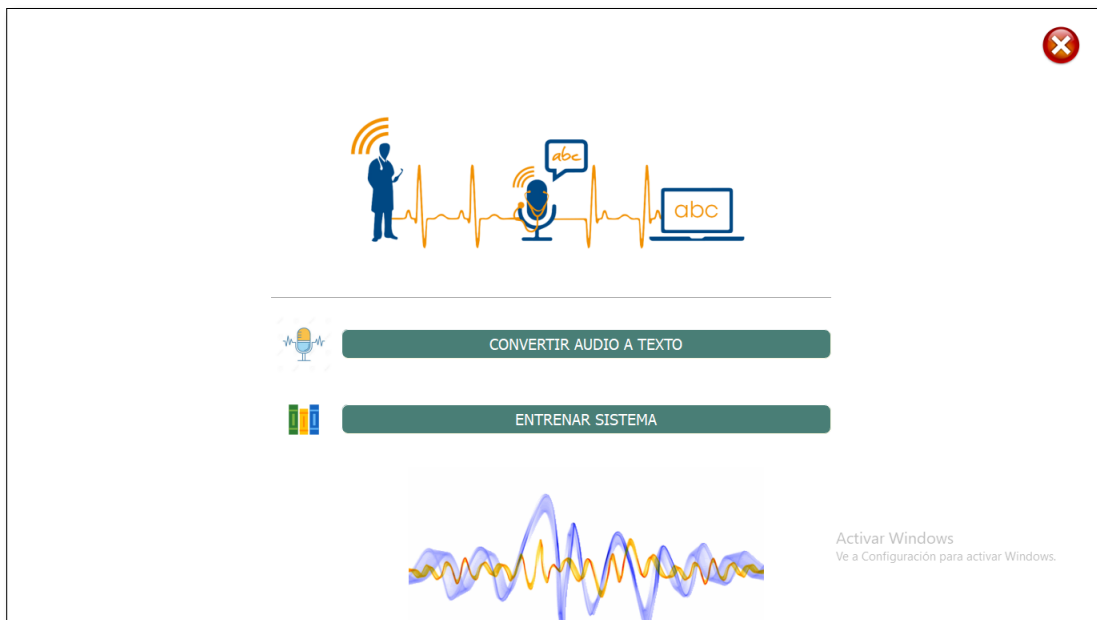 abc
abc
CONVERTIR AUDIO A TEXTO
ENTRENAR SISTEMA
Activar Windows
Ve a Configuración para activar Windows.